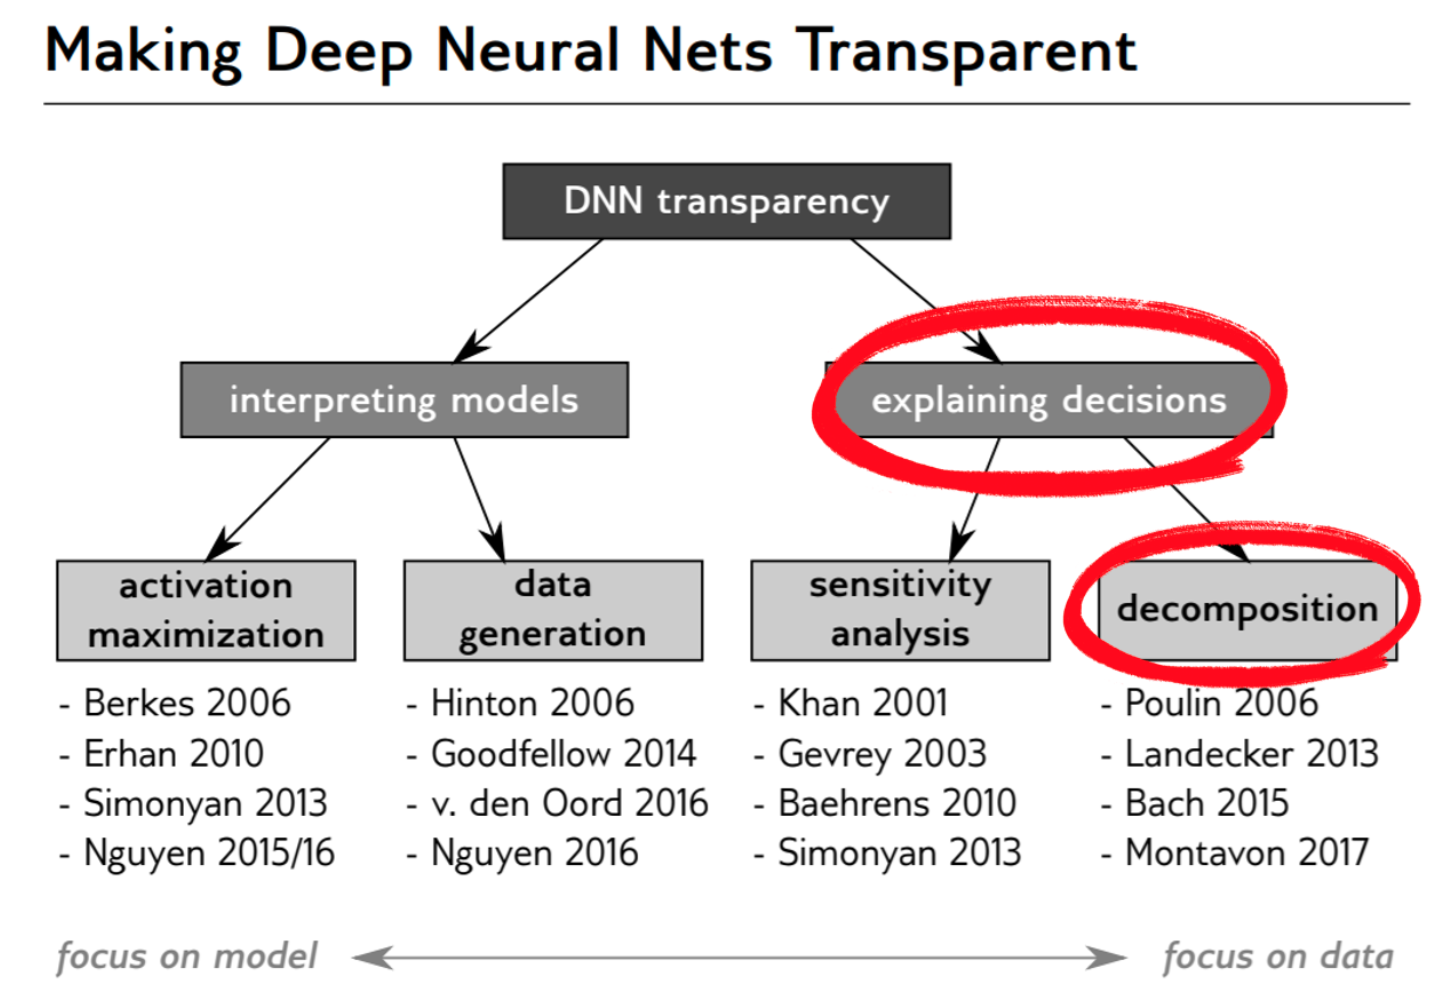 Making Deep Neural Nets Transparent
DNN transparency
interpreting models
explaining decisions
activation
maximization
data
generation
sensitivity
analysis
decomposition
- Berkes 2006
- Erhan 2010
- Simonyan 2013
- Nguyen 2015/16
- Hinton 2006
- Goodfellow 2014
- v. den Oord 2016
- Nguyen 2016
- Khan 2001
- Gevrey 2003
- Baehrens 2010
- Simonyan 2013
- Poulin 2006
- Landecker 2013
- Bach 2015
- Montavon 2017
focus on model
focus on data